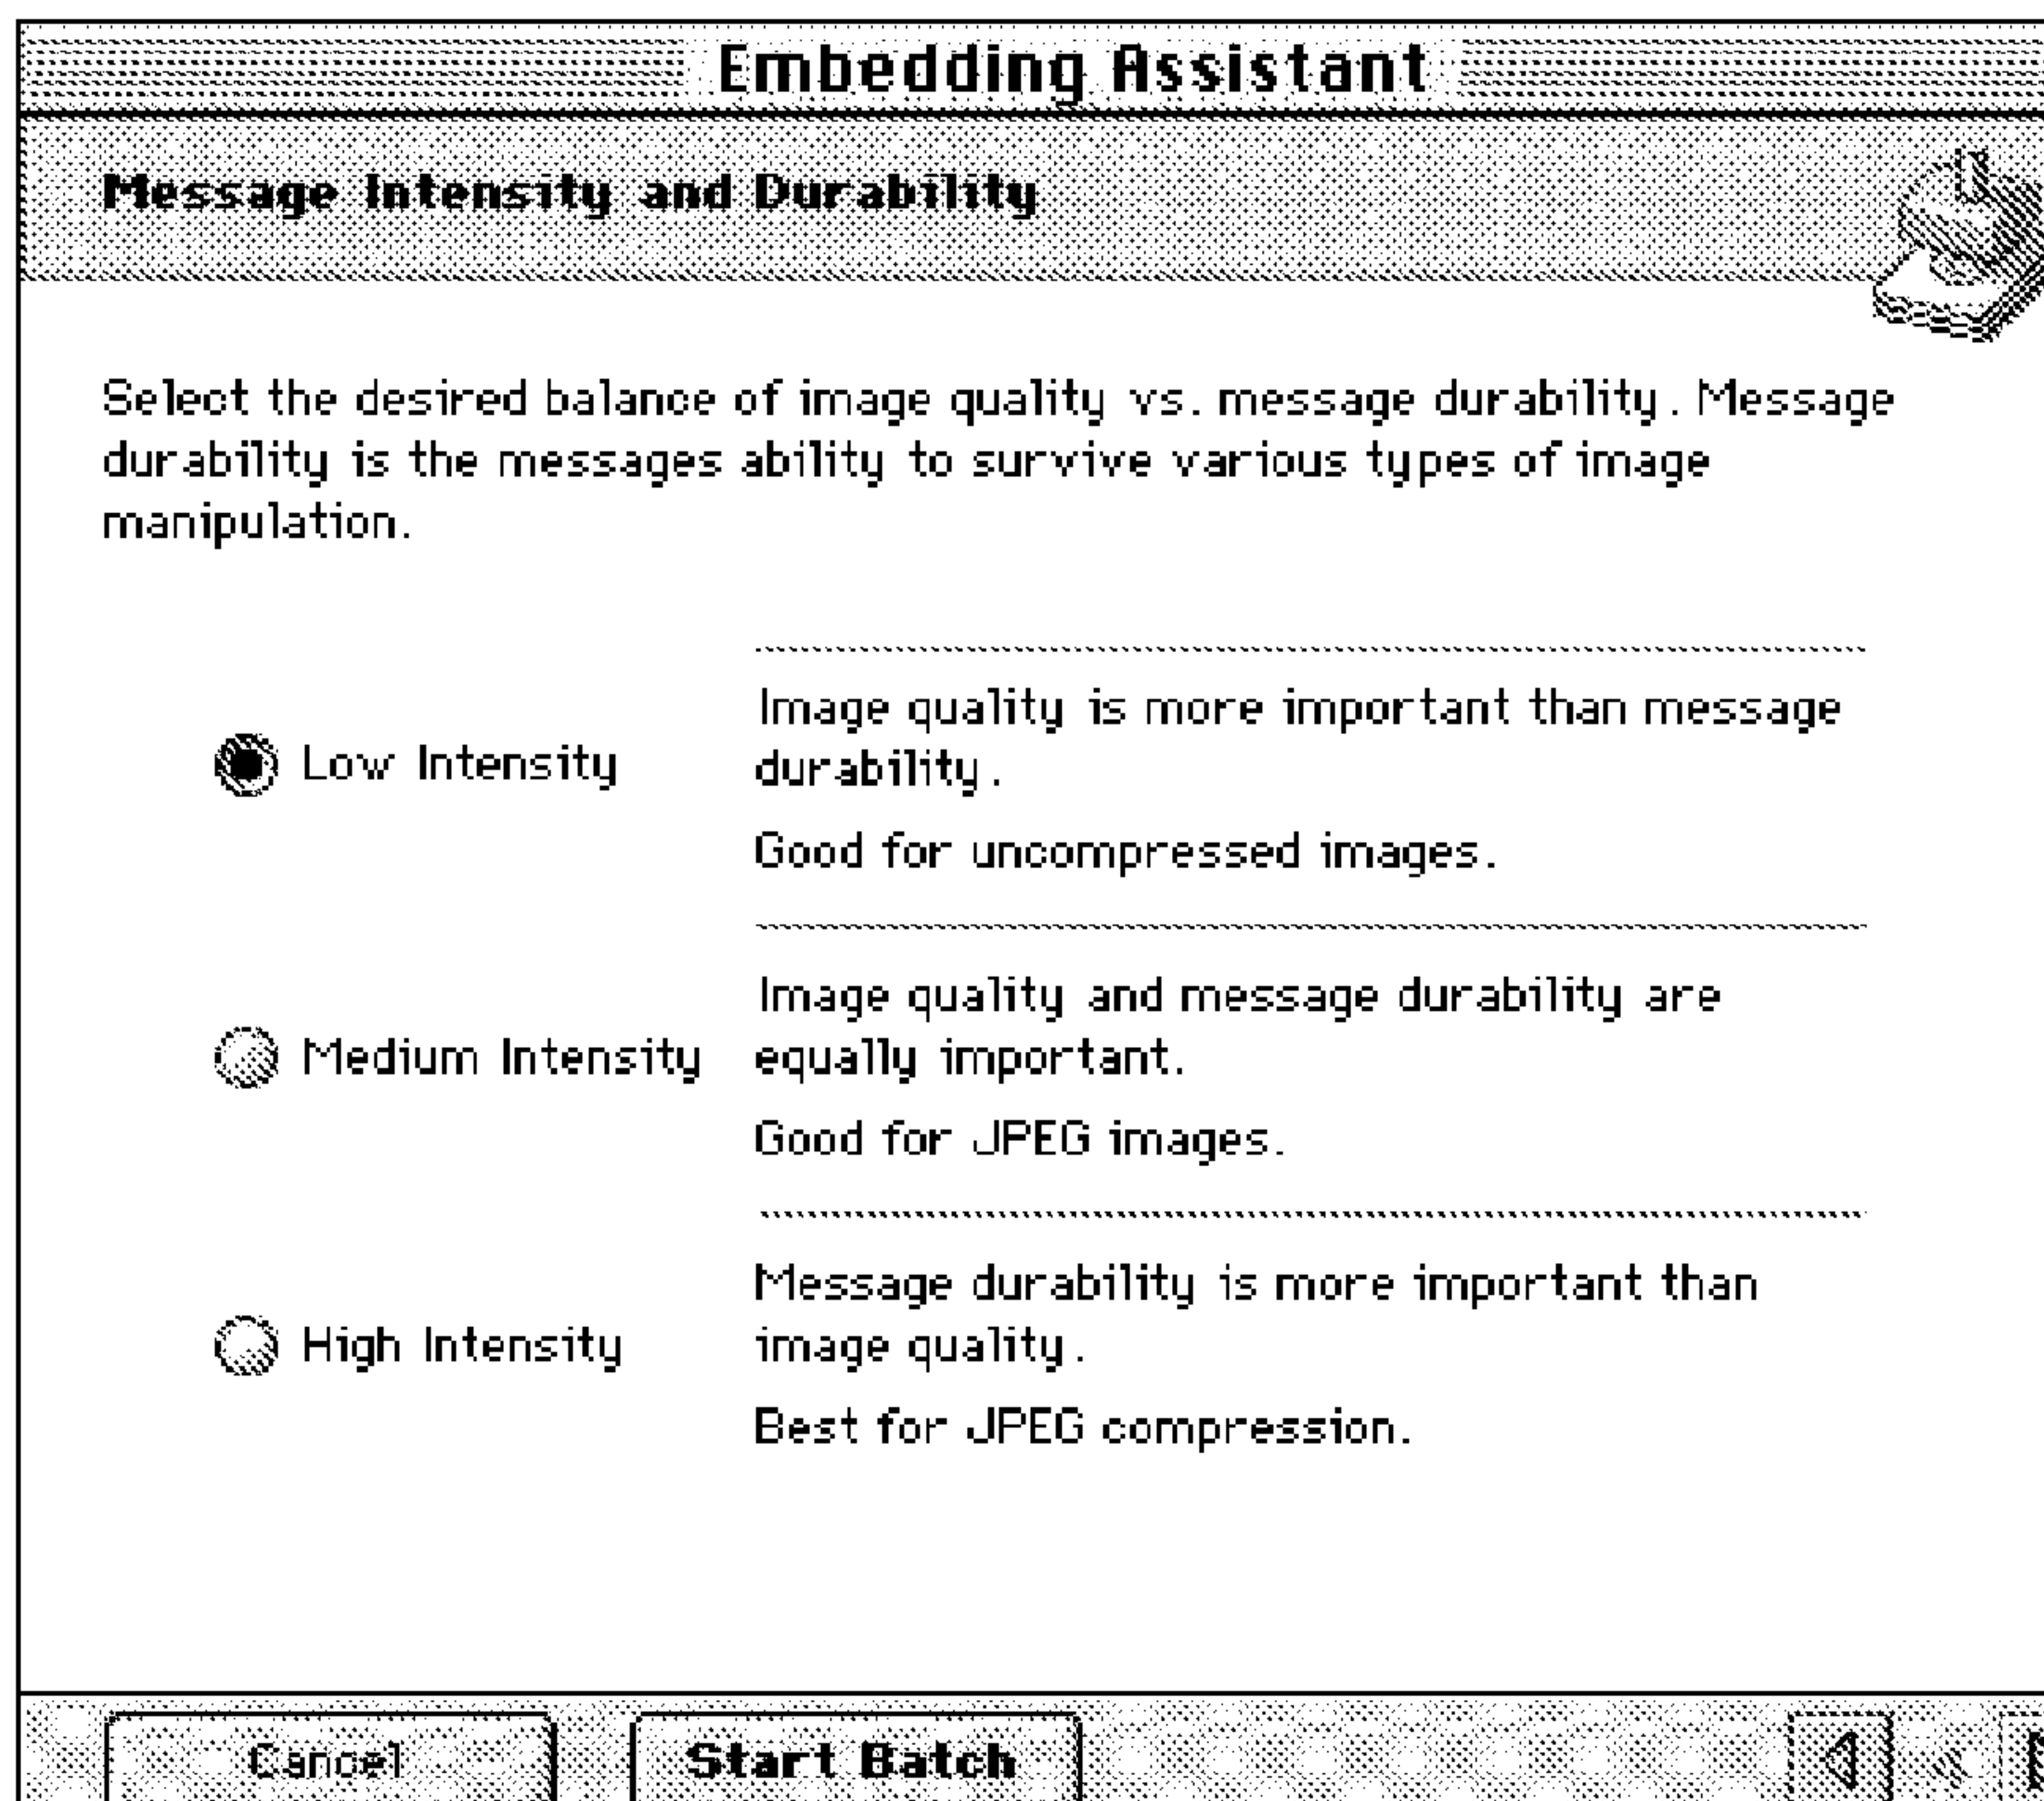 Embedding Assistant
Message Intensity and Durability
Select the desired balance of image quality vs. message durability. Message
durability is the messages ability to survive various types of image
manipulation.
Low Intensity
Image quality is more important than message
durability.
Good for uncompressed images.
Medium Intensity
Image quality and message durability are
equally important.
Good for JPEG images.
High Intensity
Message durability is more important than
image quality.
Best for JPEG compression.
Cancel
Start Batch